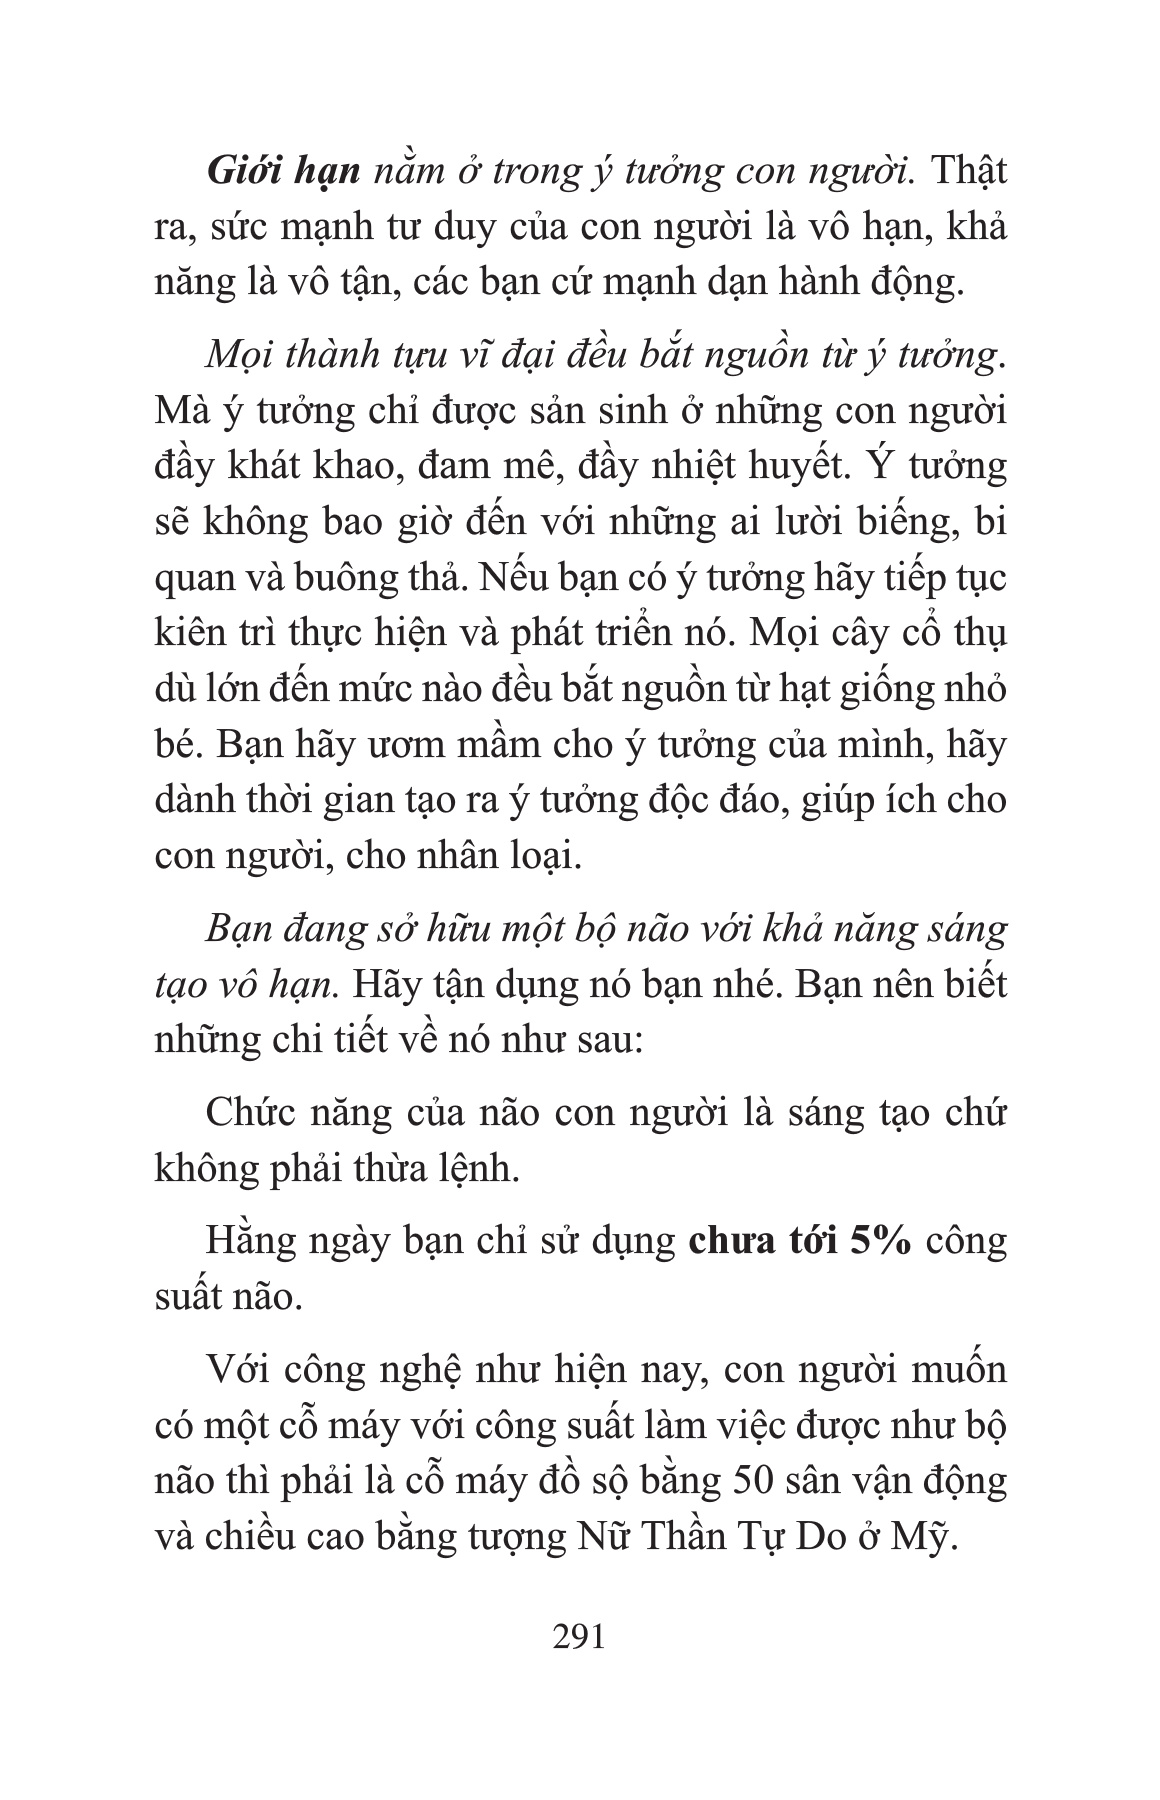 Giới hạn nằm ở trong ý tưởng con người. Thật
ra, sức mạnh tư duy của con người là vô hạn, khả
năng là vô tận, các bạn cứ mạnh dạn hành động.
Mọi thành tựu vĩ đại đều bắt nguồn từ ý tưởng.
Mà ý tưởng chỉ được sản sinh ở những con người
đầy khát khao, đam mê, đầy nhiệt huyết. Ý tưởng
sẽ không bao giờ đến với những ai lười biếng, bi
quan và buông thả. Nếu bạn có ý tưởng hãy tiếp tục
kiên trì thực hiện và phát triển nó. Mọi cây cổ thụ
dù lớn đến mức nào đều bắt nguồn từ hạt giống nhỏ
bé. Bạn hãy ươm mầm cho ý tưởng của mình, hãy
dành thời gian tạo ra ý tưởng độc đáo, giúp ích cho
con người, cho nhân loại.
Bạn đang sở hữu một bộ não với khả năng sáng
tạo vô hạn. Hãy tận dụng nó bạn nhé. Bạn nên biết
những chi tiết về nó như sau:
Chức năng của não con người là sáng tạo chứ
không phải thừa lệnh.
Hằng ngày bạn chỉ sử dụng chưa tới 5% công
suất não.
Với công nghệ như hiện nay, con người muốn
có một cỗ máy với công suất làm việc được như bộ
não thì phải là cỗ máy đồ sộ bằng 50 sân vận động
và chiều cao bằng tượng Nữ Thần Tự Do ở Mỹ.
291